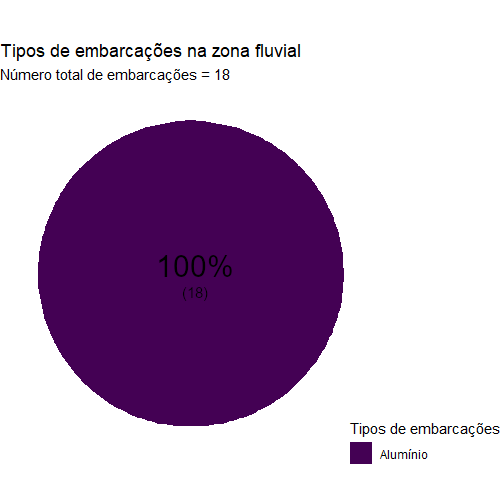 Tipos de embarcações na zona fluvial
Número total de embarcações = 18
100%
(18)
Tipos de embarcações
Alumínio